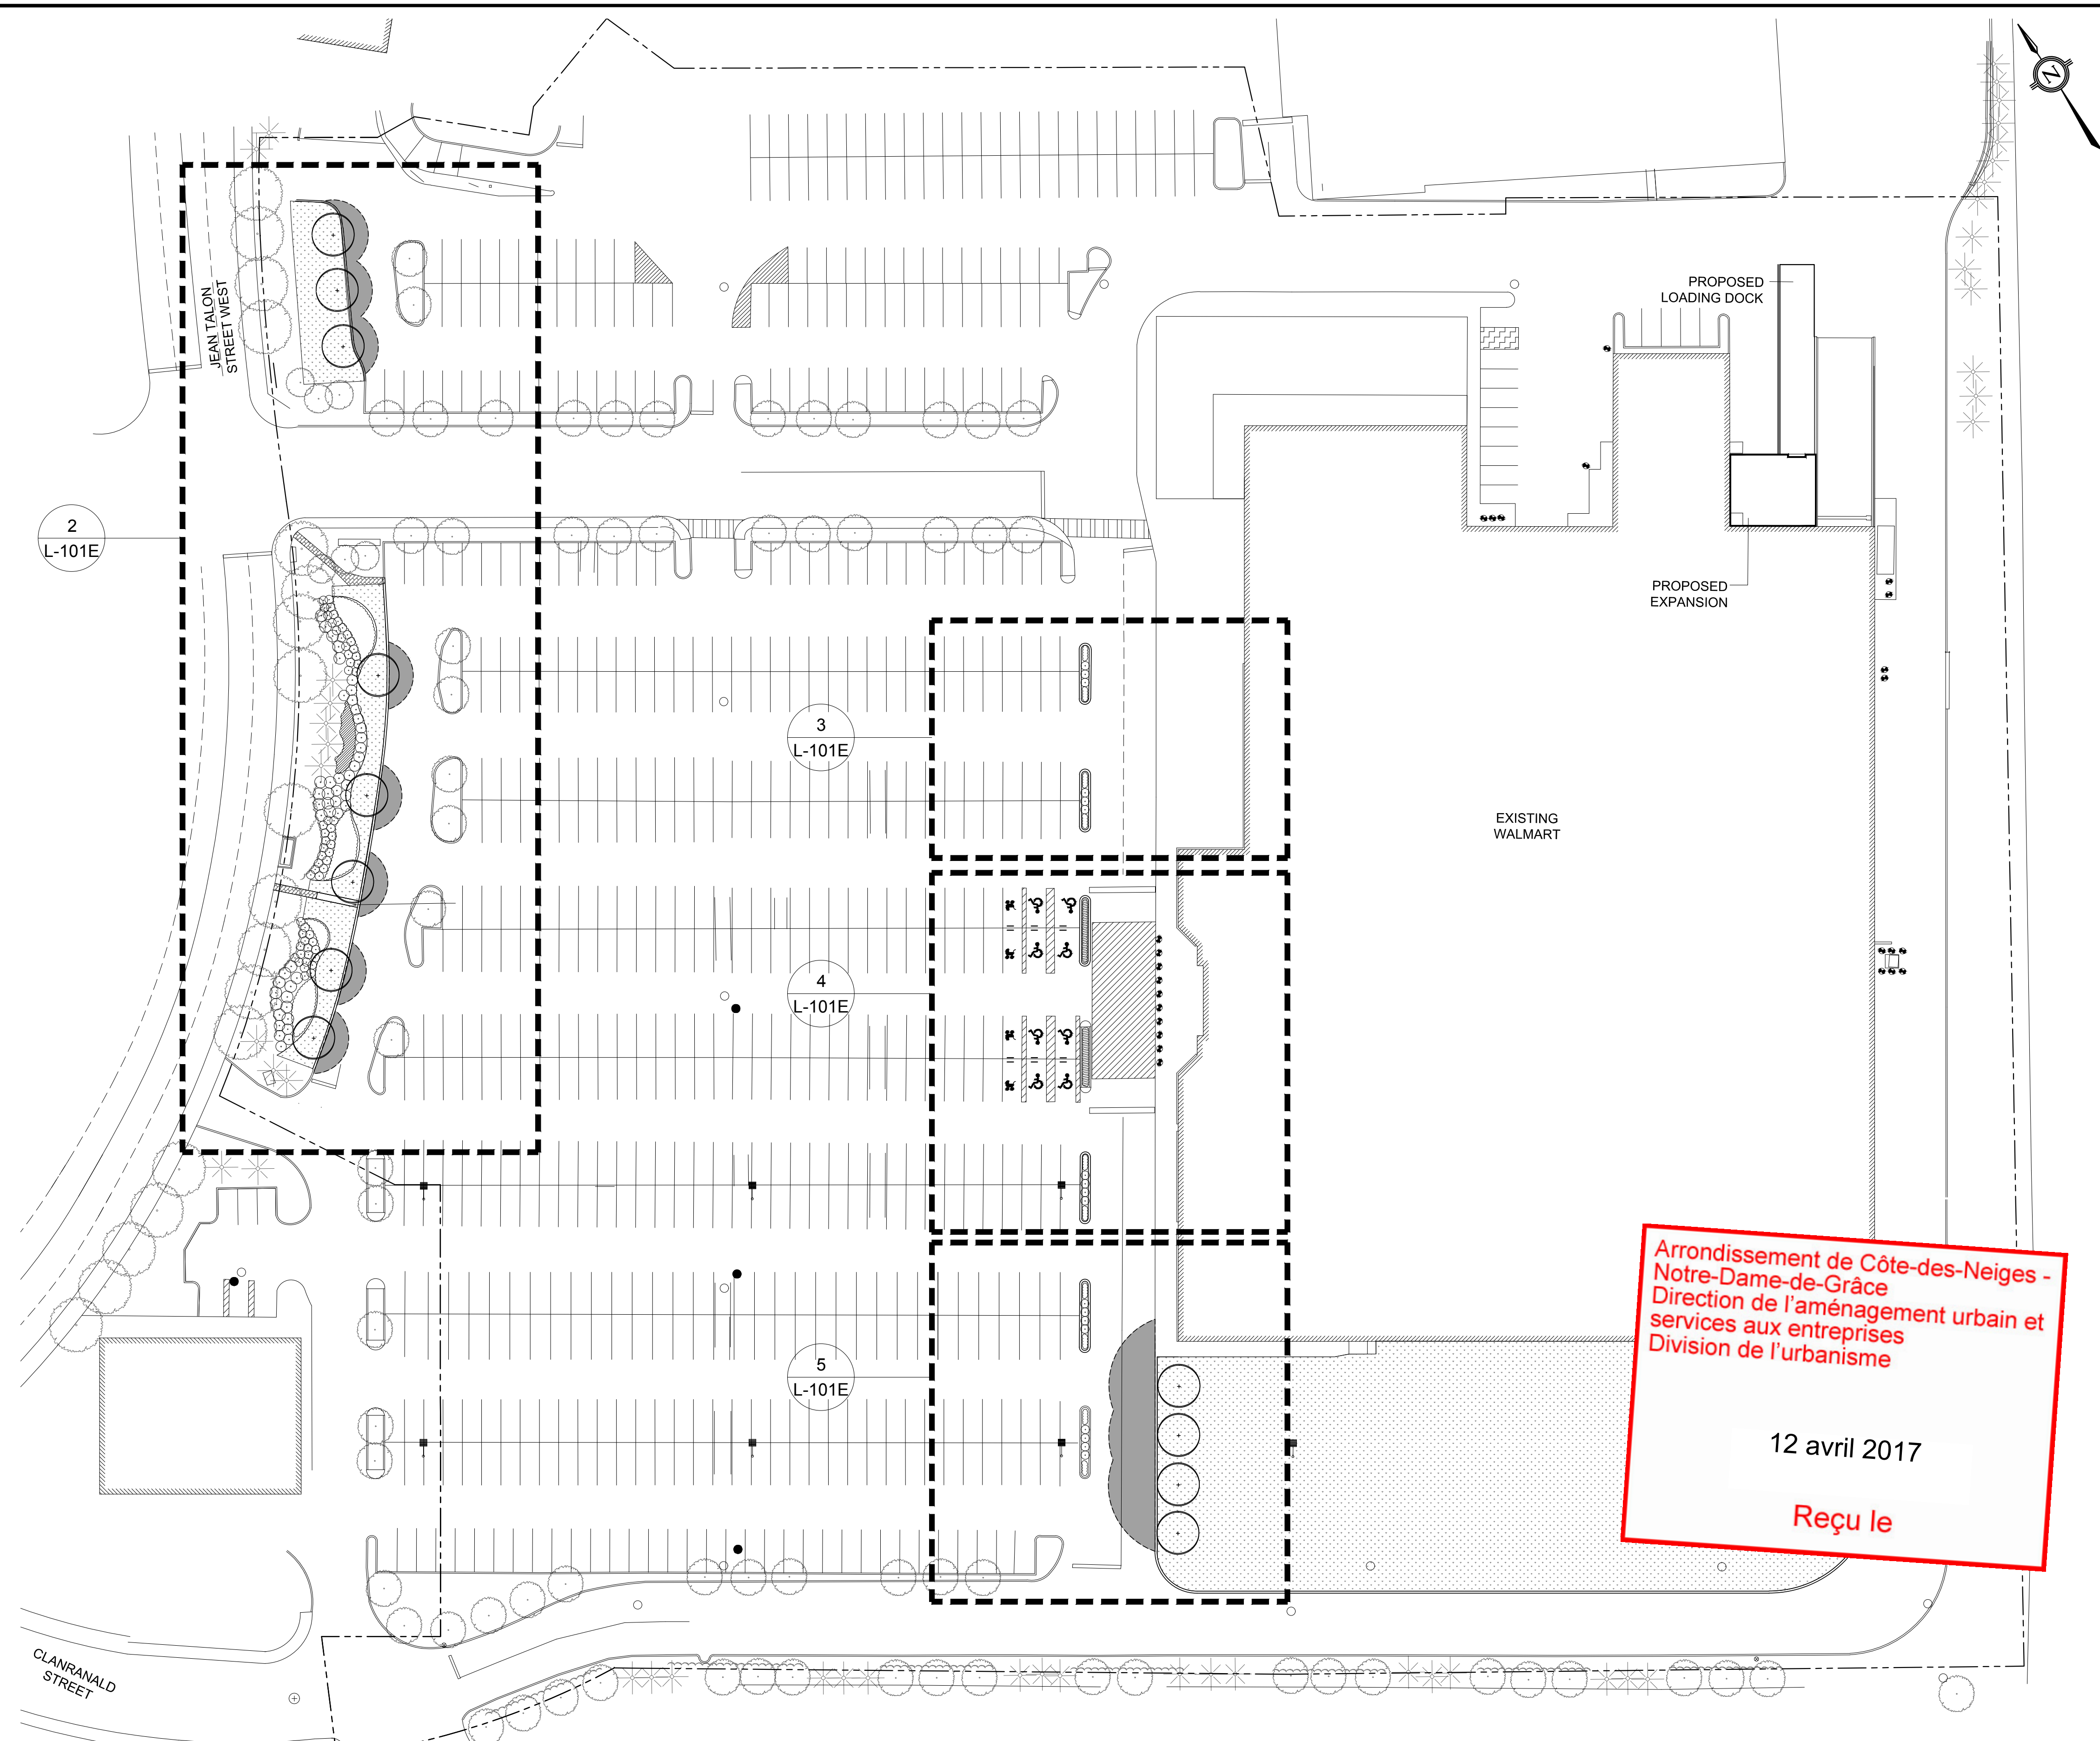 N
JEAN TALON
STREET WEST
PROPOSED
LOADING DOCK
2
L-101E
PROPOSED
EXPANSION
3
L-101E
EXISTING
WALMART
4
L-101E
5
L-101E
Arrondissement de Côte-des-Neiges -
Notre-Dame-de-Grâce
Direction de l'aménagement urbain et
services aux entreprises
Division de l'urbanisme
12 avril 2017
Reçu le
CLANRANALD
STREET